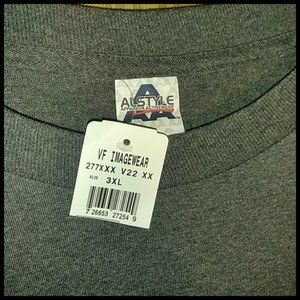 ALSTYLE
VF IMAGEWEAR
277XXX V22 XX
SIZE 3XL
7 26653 27254 9